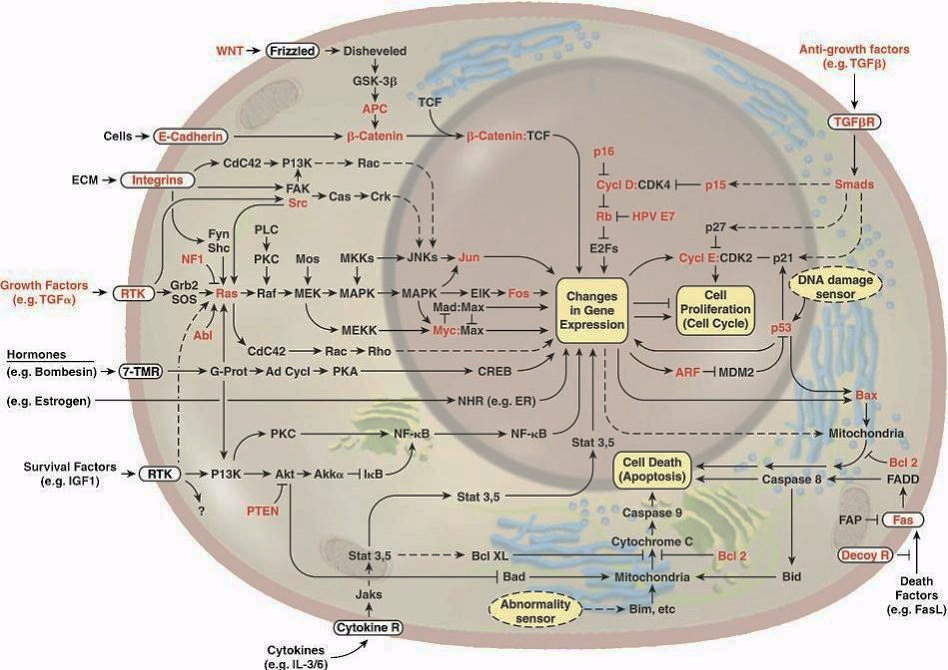 WNT
Frizzled
Disheveled
GSK-3β
APC
TCF
Cells
E-Cadherin
β-Catenin
β-Catenin:TCF
Anti-growth factors
(e.g. TGFβ)
TGFβR
Smads
ECM
Integrins
CdC42
P13K
Rac
FAK
Src
Cas
Crk
p16
Cycl D:CDK4
p15
Rb
HPV E7
E2Fs
p27
Cycl E:CDK2
p21
DNA damage
sensor
Fyn
Shc
PLC
PKC
NF1
Mos
MKKs
JNKs
Jun
Growth Factors
(e.g. TGFα)
RTK
Grb2
SOS
Ras
Raf
MEK
MAPK
MAPK
ElK
Fos
Mad:Max
Myc:Max
MEKK
Abl
CdC42
Rac
Rho
Changes
in Gene
Expression
Cell
Proliferation
(Cell Cycle)
p53
ARF
MDM2
Bax
Hormones
(e.g. Bombesin)
7-TMR
G-Prot
Ad Cycl
PKA
CREB
(e.g. Estrogen)
NHR (e.g. ER)
PKC
NF-κB
NF-κB
Stat 3,5
Mitochondria
Survival Factors
(e.g. IGF1)
RTK
P13K
Akt
Akkα
IκB
?
PTEN
Stat 3,5
Cell Death
(Apoptosis)
Caspase 8
Bcl 2
FADD
Caspase 9
FAP
Fas
Cytochrome C
Stat 3,5
Bcl XL
Bcl 2
Decoy R
Bad
Mitochondria
Bid
Death
Factors
(e.g. FasL)
Jaks
Abnormality
sensor
Bim, etc
Cytokine R
Cytokines
(e.g. IL-3/6)